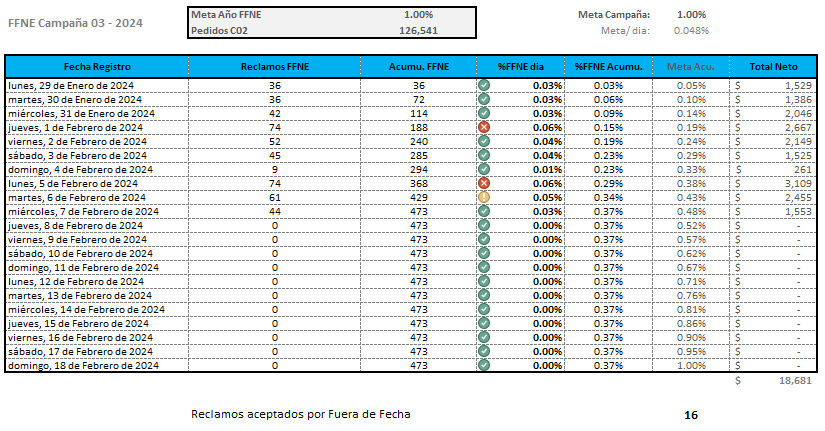 FFNE Campaña 03 - 2024
Meta Año FFNE 1.00%
Pedidos C02 126,541
Meta Campaña: 1.00%
Meta/ dia: 0.048%
Fecha Registro Reclamos FFNE Acumu. FFNE %FFNE dia %FFNE Acumu. Meta Acu. Total Neto
lunes, 29 de Enero de 2024 36 36 0.03% 0.03% 0.05% $ 1,529
martes, 30 de Enero de 2024 36 72 0.03% 0.06% 0.10% $ 1,386
miércoles, 31 de Enero de 2024 42 114 0.03% 0.09% 0.14% $ 2,046
jueves, 1 de Febrero de 2024 74 188 0.06% 0.15% 0.19% $ 2,667
viernes, 2 de Febrero de 2024 52 240 0.04% 0.19% 0.24% $ 2,149
sábado, 3 de Febrero de 2024 45 285 0.04% 0.23% 0.29% $ 1,525
domingo, 4 de Febrero de 2024 9 294 0.01% 0.23% 0.33% $ 261
lunes, 5 de Febrero de 2024 74 368 0.06% 0.29% 0.38% $ 3,109
martes, 6 de Febrero de 2024 61 429 0.05% 0.34% 0.43% $ 2,455
miércoles, 7 de Febrero de 2024 44 473 0.03% 0.37% 0.48% $ 1,553
jueves, 8 de Febrero de 2024 0 473 0.00% 0.37% 0.52% $ -
viernes, 9 de Febrero de 2024 0 473 0.00% 0.37% 0.57% $ -
sábado, 10 de Febrero de 2024 0 473 0.00% 0.37% 0.62% $ -
domingo, 11 de Febrero de 2024 0 473 0.00% 0.37% 0.67% $ -
lunes, 12 de Febrero de 2024 0 473 0.00% 0.37% 0.71% $ -
martes, 13 de Febrero de 2024 0 473 0.00% 0.37% 0.76% $ -
miércoles, 14 de Febrero de 2024 0 473 0.00% 0.37% 0.81% $ -
jueves, 15 de Febrero de 2024 0 473 0.00% 0.37% 0.86% $ -
viernes, 16 de Febrero de 2024 0 473 0.00% 0.37% 0.90% $ -
sábado, 17 de Febrero de 2024 0 473 0.00% 0.37% 0.95% $ -
domingo, 18 de Febrero de 2024 0 473 0.00% 0.37% 1.00% $ -
$ 18,681
Reclamos aceptados por Fuera de Fecha 16